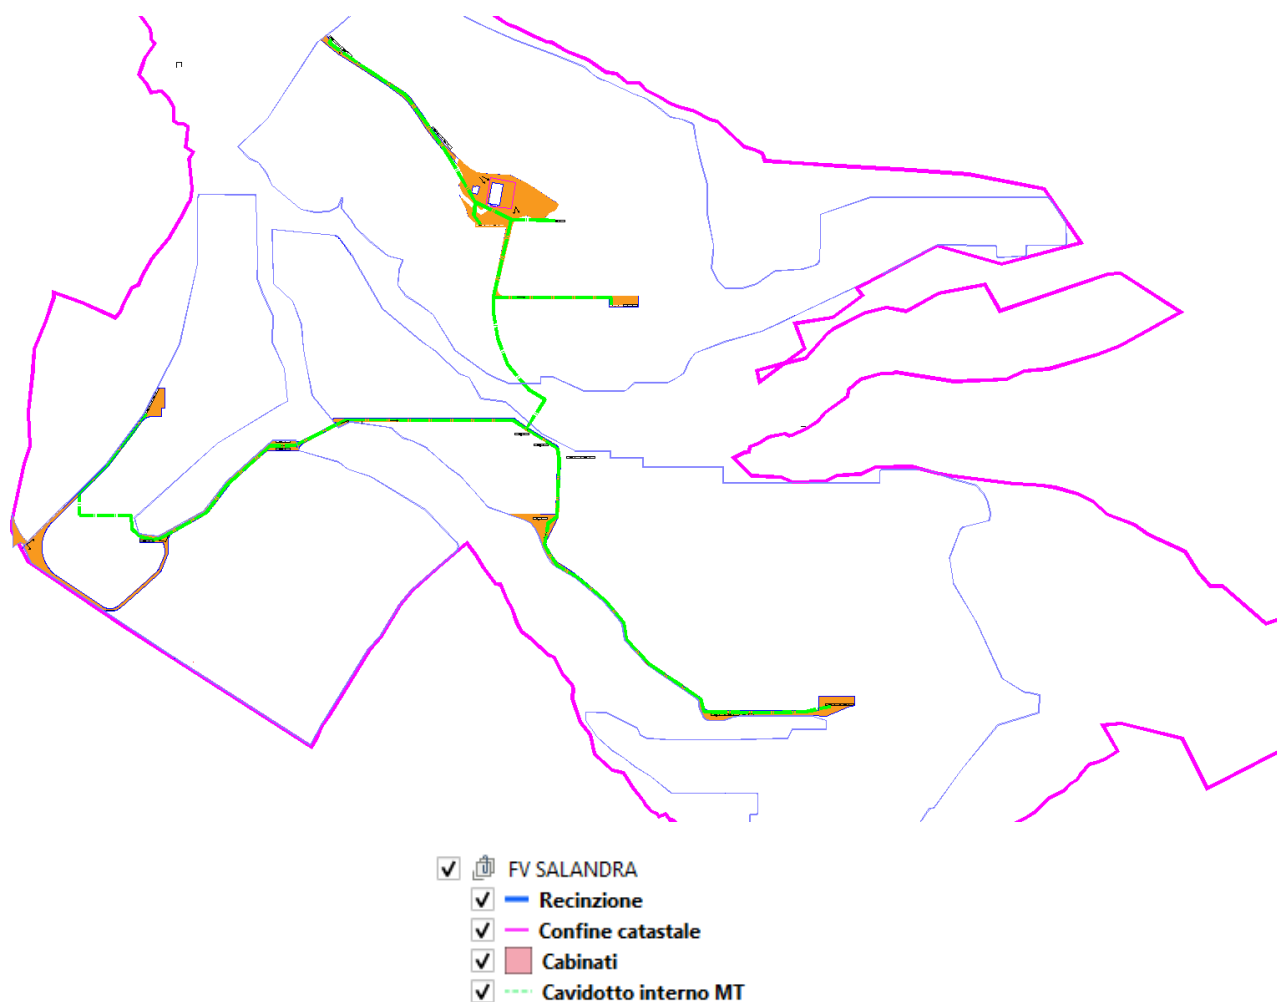 FV SALANDRA
Recinzione
Confine catastale
Cabinati
Cavidotto interno MT